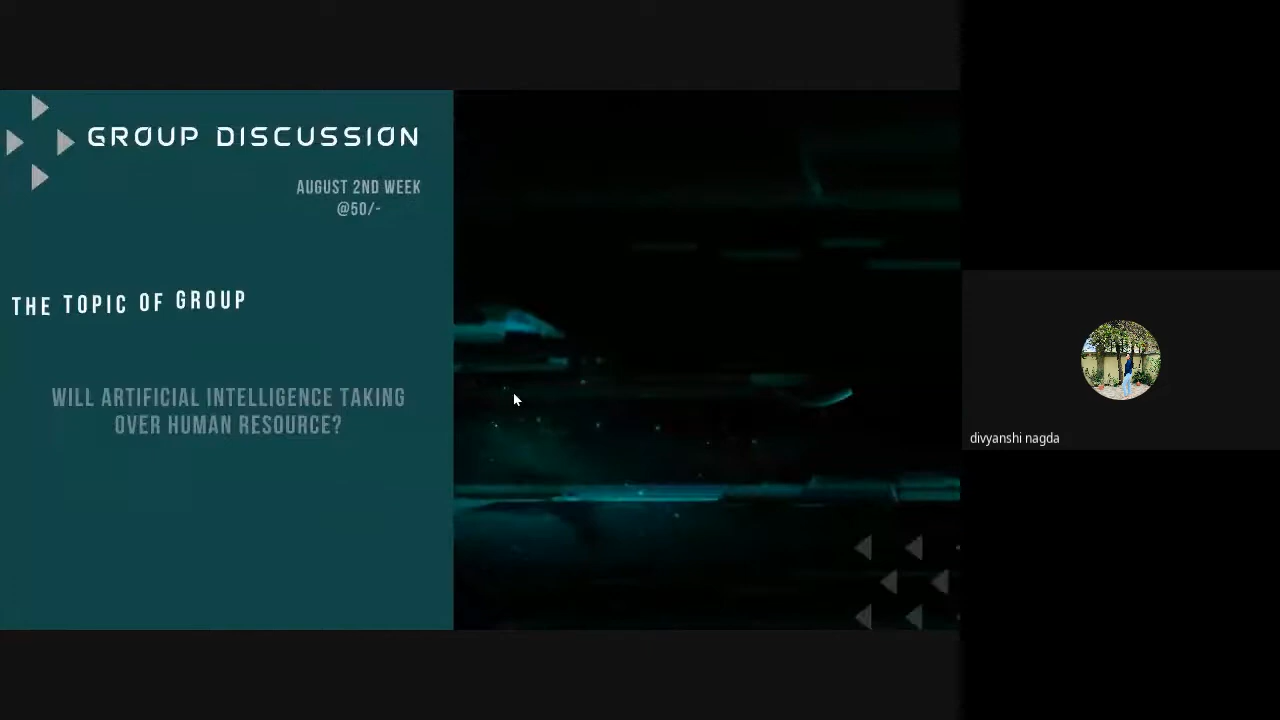 GROUP DISCUSSION
AUGUST 2ND WEEK
@50/-
THE TOPIC OF GROUP
WILL ARTIFICIAL INTELLIGENCE TAKING
OVER HUMAN RESOURCE?
divyanshi nagda